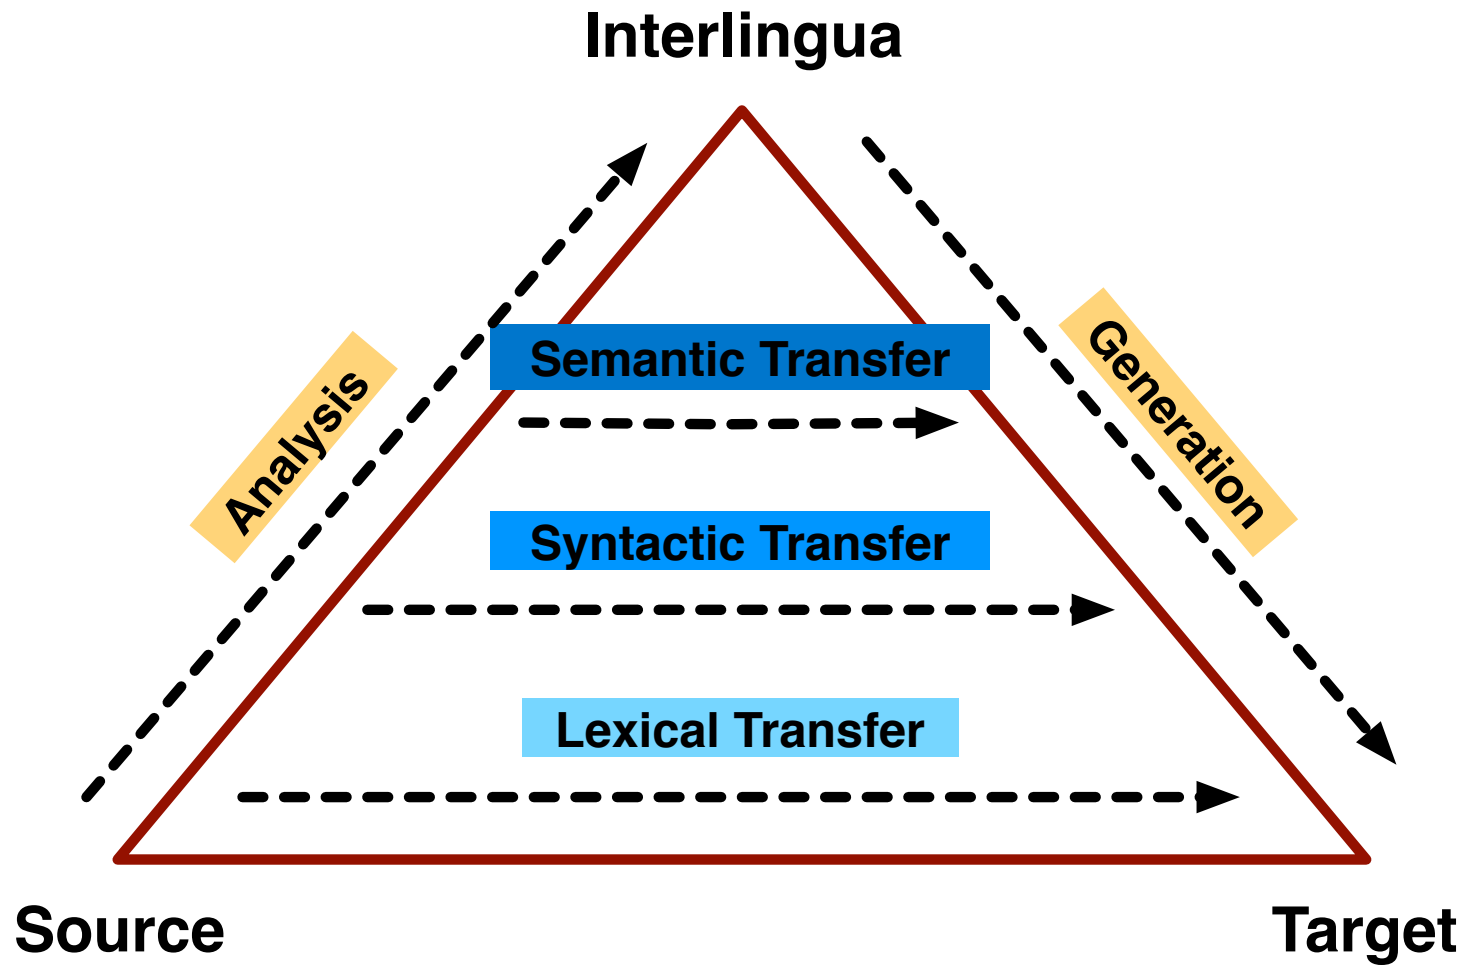 Interlingua
Analysis
Generation
Semantic Transfer
Syntactic Transfer
Lexical Transfer
Source
Target